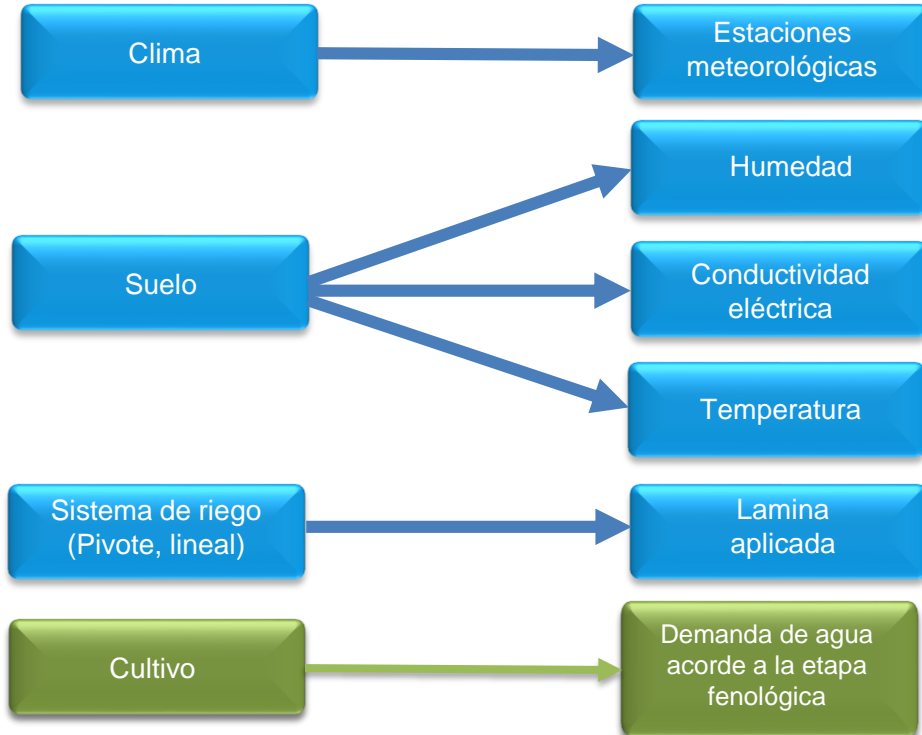 Clima
Estaciones
meteorológicas
Suelo
Humedad
Conductividad
eléctrica
Temperatura
Sistema de riego
(Pivote, lineal)
Lamina
aplicada
Cultivo
Demanda de agua
acorde a la etapa
fenológica